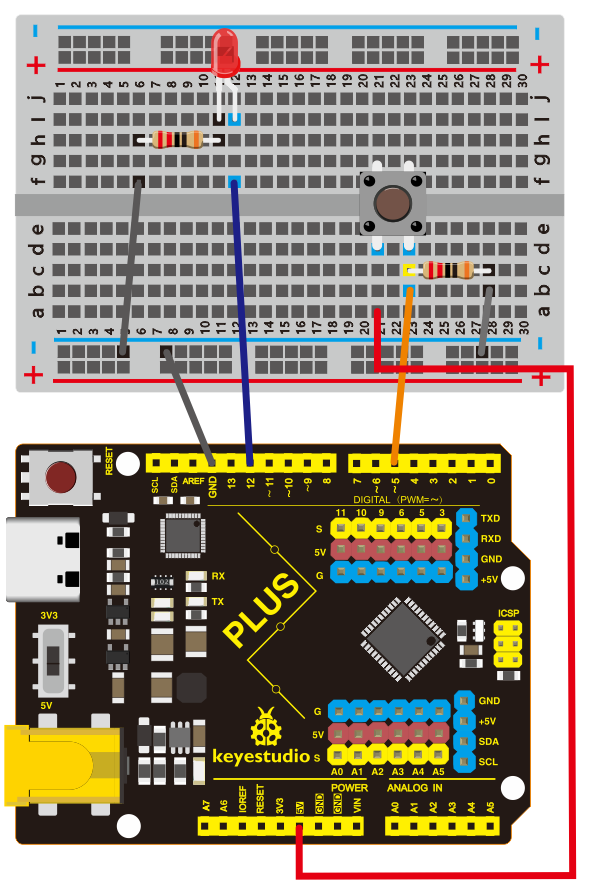 - -
+ +
1 2 3 4 5 6 7 8 9 10 11 12 13 14 15 16 17 18 19 20 21 22 23 24 25 26 27 28 29 30
j j
I I
h h
g g
f f
e e
d d
c c
b b
a a
1 2 3 4 5 6 7 8 9 10 11 12 13 14 15 16 17 18 19 20 21 22 23 24 25 26 27 28 29 30
- -
+ +
RESET
SCL SDA AREF GND 13 12 ~11 ~10 ~9 8 7 ~6 ~5 4 ~3 2 1 0
DIGITAL (PWM=~)
11 10 9 6 5 3
S
5V
G
TXD
RXD
GND
+5V
102
RX
TX
PLUS
3V3
5V
ICSP
G
5V
S
GND
+5V
SDA
SCL
A0 A1 A2 A3 A4 A5
keyestudio
POWER ANALOG IN
A7 A6 IOREF RESET 3V3 5V GND GND VIN A0 A1 A2 A3 A4 A5